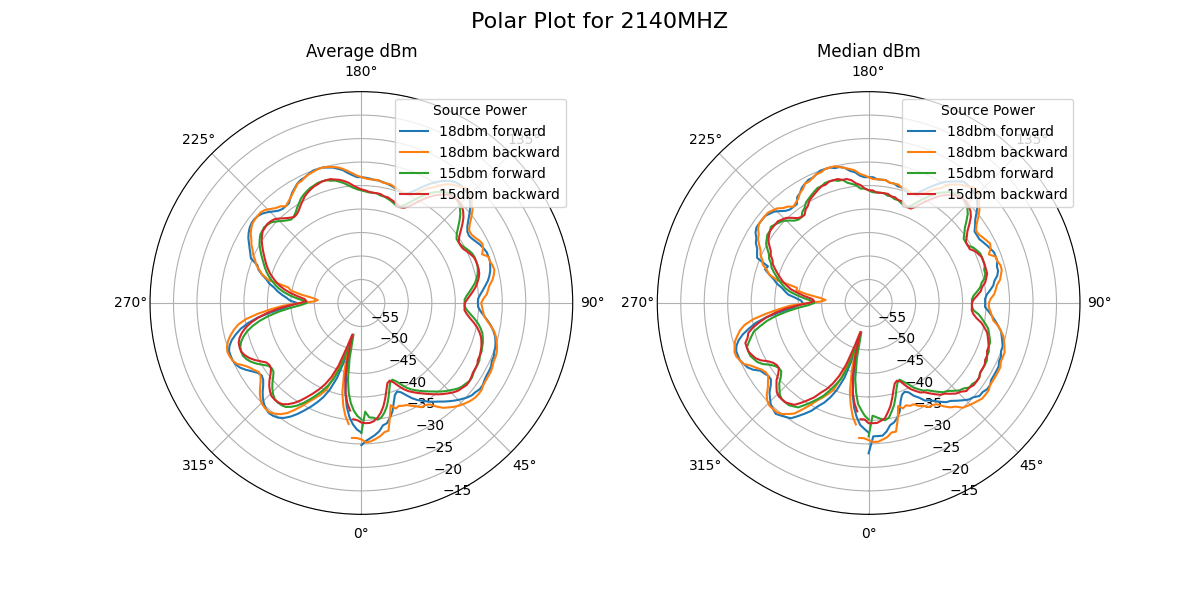 Polar Plot for 2140MHZ
Average dBm
180°
225°
135°
270°
90°
315°
45°
0°
−55
−50
−45
−40
−35
−30
−25
−20
−15
Source Power
18dbm forward
18dbm backward
15dbm forward
15dbm backward
Median dBm
180°
225°
135°
270°
90°
315°
45°
0°
−55
−50
−45
−40
−35
−30
−25
−20
−15
Source Power
18dbm forward
18dbm backward
15dbm forward
15dbm backward